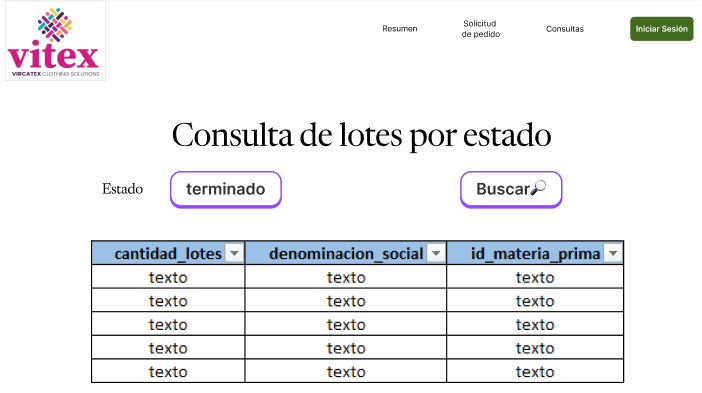 vitex
VIRCATEX CLOTHING SOLUTIONS
Resumen
Solicitud
de pedido
Consultas
Iniciar Sesión
Consulta de lotes por estado
Estado
terminado
Buscar
cantidad_lotes denominacion_social id_materia_prima
texto texto texto
texto texto texto
texto texto texto
texto texto texto
texto texto texto